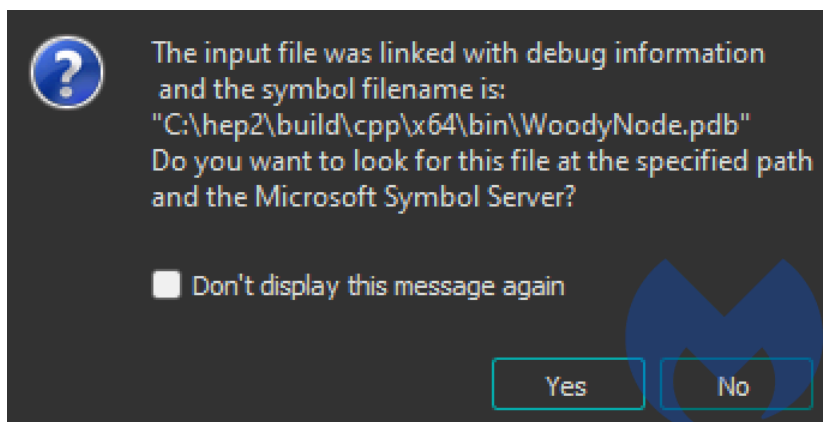 The input file was linked with debug information
and the symbol filename is:
"C:\hep2\build\cpp\x64\bin\WoodyNode.pdb"
Do you want to look for this file at the specified path
and the Microsoft Symbol Server?
Don't display this message again
Yes No